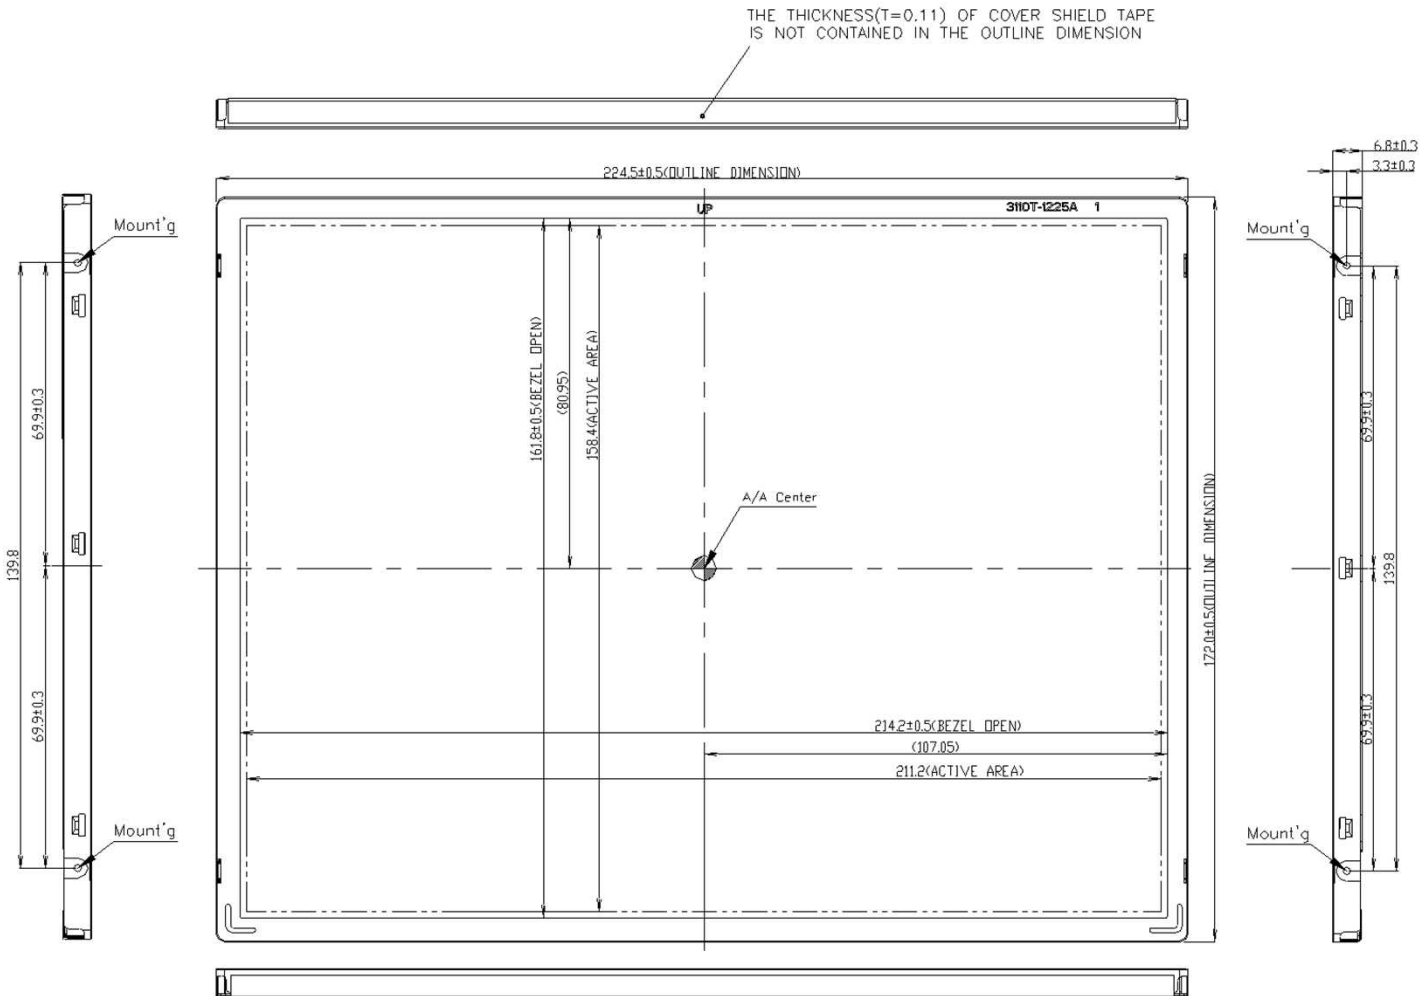 THE THICKNESS(T=0.11) OF COVER SHIELD TAPE
IS NOT CONTAINED IN THE OUTLINE DIMENSION
6.8±0.3
3.3±0.3
224.5±0.5(OUTLINE DIMENSION)
UP
3110T-1225A 1
Mount'g
Mount'g
161.8±0.5(BEZEL OPEN)
(80.95)
158.4(ACTIVE AREA)
69.9±0.3
69.9±0.3
A/A Center
172.0±0.5(OUTLINE DIMENSION)
139.8
139.8
69.9±0.3
69.9±0.3
214.2±0.5(BEZEL OPEN)
(107.05)
211.2(ACTIVE AREA)
Mount'g
Mount'g